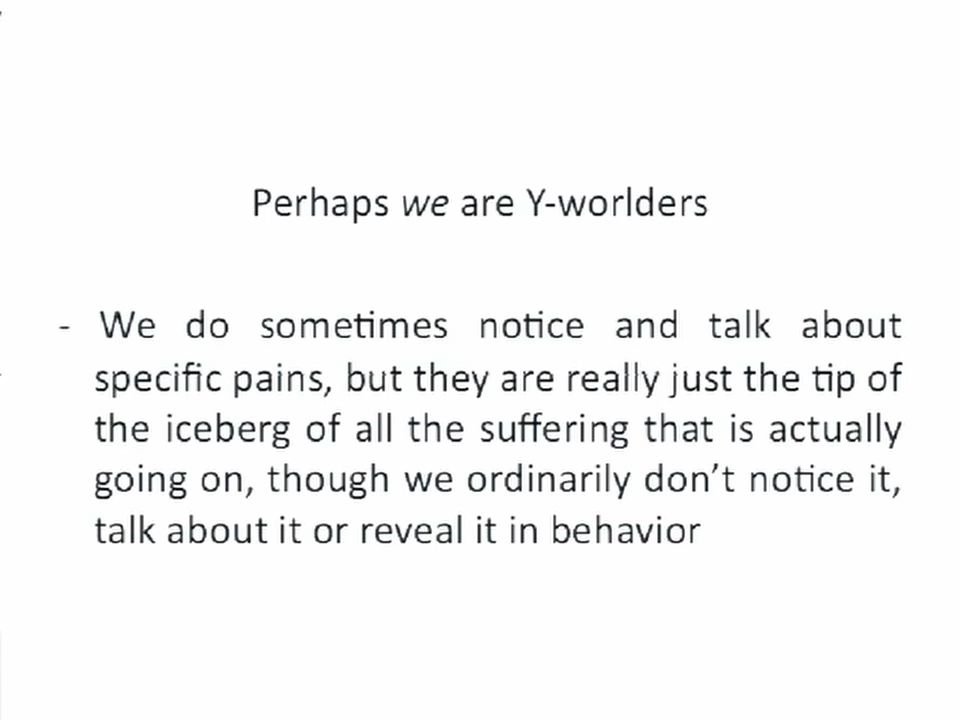 Perhaps we are Y-worlders
- We do sometimes notice and talk about
specific pains, but they are really just the tip of
the iceberg of all the suffering that is actually
going on, though we ordinarily don't notice it,
talk about it or reveal it in behavior